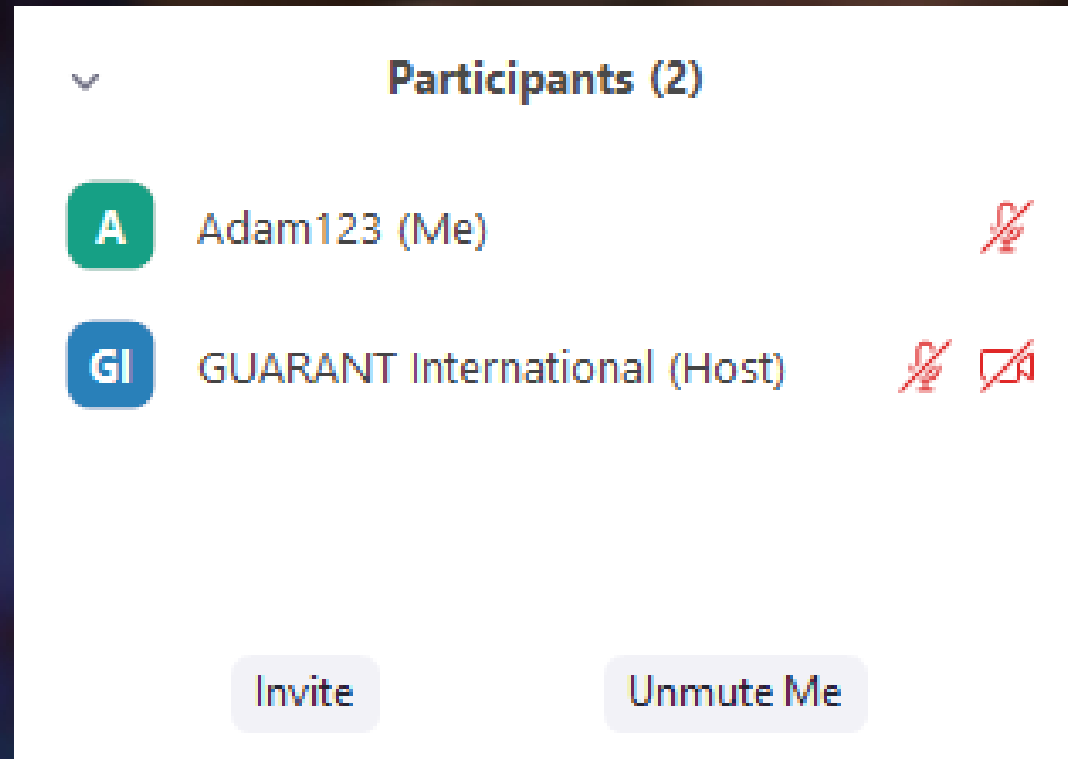 Participants (2)
A Adam123 (Me)
GI GUARANT International (Host)
Invite Unmute Me